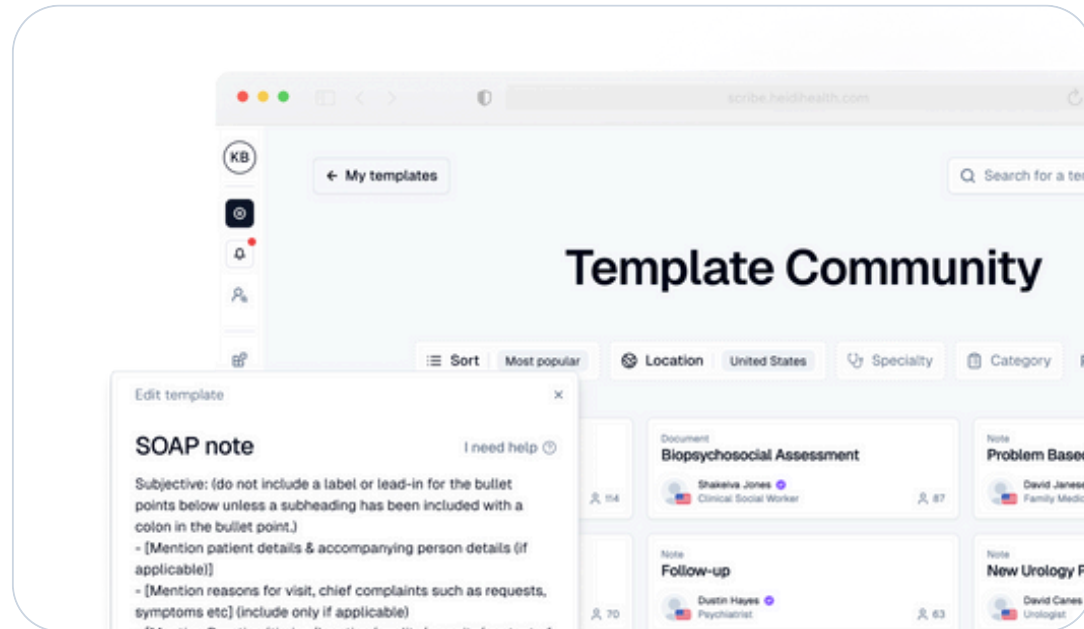 scribe.heidihealth.com
KB
← My templates
Search for a
Template Community
Sort Most popular
Location United States
Specialty
Category
Edit template
SOAP note
I need help
Subjective: (do not include a label or lead-in for the bullet
points below unless a subheading has been included with a
colon in the bullet point.)
- [Mention patient details & accompanying person details (if
applicable)]
- [Mention reasons for visit, chief complaints such as requests,
symptoms etc] (include only if applicable)
114
70
Document
Biopsychosocial Assessment
Shakeiva Jones
Clinical Social Worker
87
Note
Problem Based
David Janese
Family Medic
Note
Follow-up
Dustin Hayes
Psychiatrist
63
Note
New Urology
David Canes
Urologist